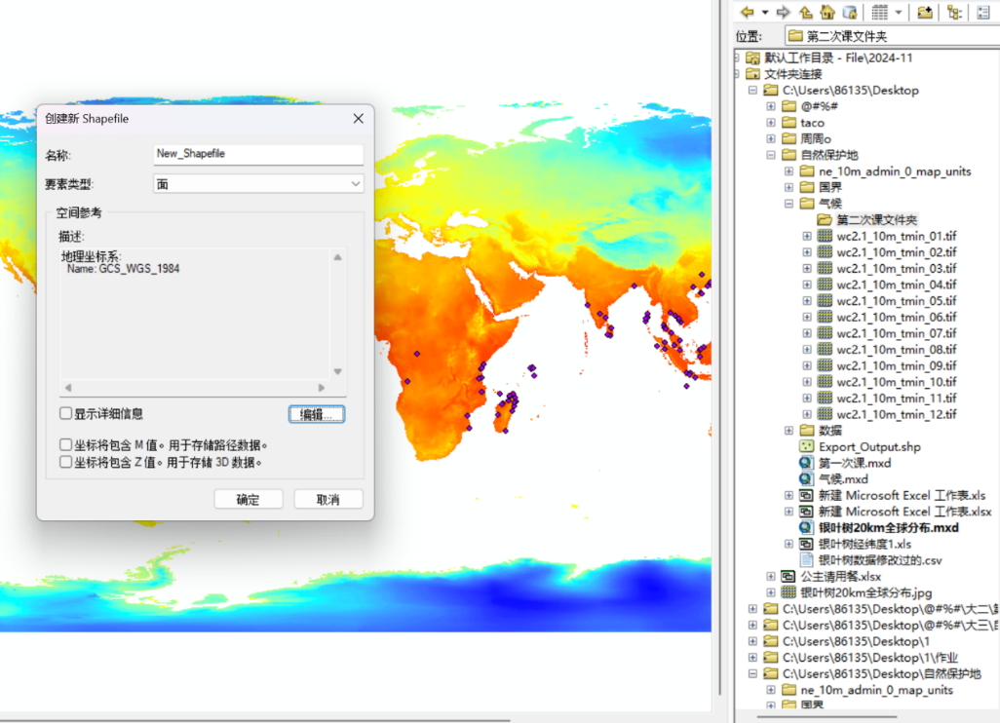 创建新 Shapefile
名称:
New_Shapefile
要素类型:
面
空间参考
描述:
地理坐标系:
Name: GCS_WGS_1984
显示详细信息
编辑...
坐标将包含 M 值。用于存储路径数据。
坐标将包含 Z 值。用于存储 3D 数据。
确定
取消
位置:
第二次课文件夹
默认工作目录 - File\2024-11
文件夹连接
C:\Users\86135\Desktop
@#%#
taco
周周o
自然保护地
ne_10m_admin_0_map_units
国界
气候
第二次课文件夹
wc2.1_10m_tmin_01.tif
wc2.1_10m_tmin_02.tif
wc2.1_10m_tmin_03.tif
wc2.1_10m_tmin_04.tif
wc2.1_10m_tmin_05.tif
wc2.1_10m_tmin_06.tif
wc2.1_10m_tmin_07.tif
wc2.1_10m_tmin_08.tif
wc2.1_10m_tmin_09.tif
wc2.1_10m_tmin_10.tif
wc2.1_10m_tmin_11.tif
wc2.1_10m_tmin_12.tif
数据
Export_Output.shp
第一次课.mxd
气候.mxd
新建 Microsoft Excel 工作表.xls
新建 Microsoft Excel 工作表.xlsx
银叶树20km全球分布.mxd
银叶树经纬度1.xls
银叶树数据修改过的.csv
公主请用餐.xlsx
银叶树20km全球分布.jpg
C:\Users\86135\Desktop\@#%#\大二\
C:\Users\86135\Desktop\@#%#\大三\
C:\Users\86135\Desktop\1
C:\Users\86135\Desktop\1\作业
C:\Users\86135\Desktop\自然保护地
ne_10m_admin_0_map_units
国界